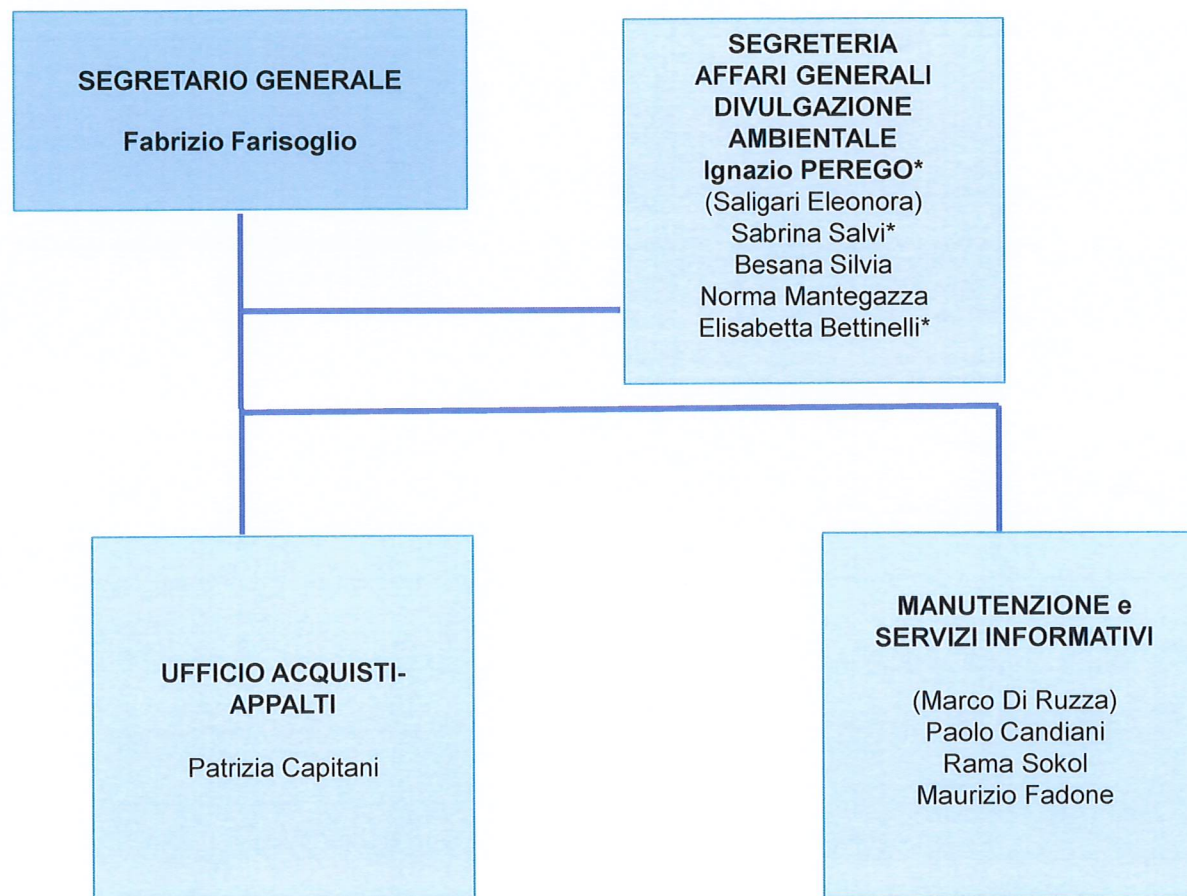 SEGRETARIO GENERALE
Fabrizio Farisoglio
SEGRETERIA
AFFARI GENERALI
DIVULGAZIONE
AMBIENTALE
Ignazio PEREGO*
(Saligari Eleonora)
Sabrina Salvi*
Besana Silvia
Norma Mantegazza
Elisabetta Bettinelli*
UFFICIO ACQUISTI-
APPALTI
Patrizia Capitani
MANUTENZIONE e
SERVIZI INFORMATIVI
(Marco Di Ruzza)
Paolo Candiani
Rama Sokol
Maurizio Fadone